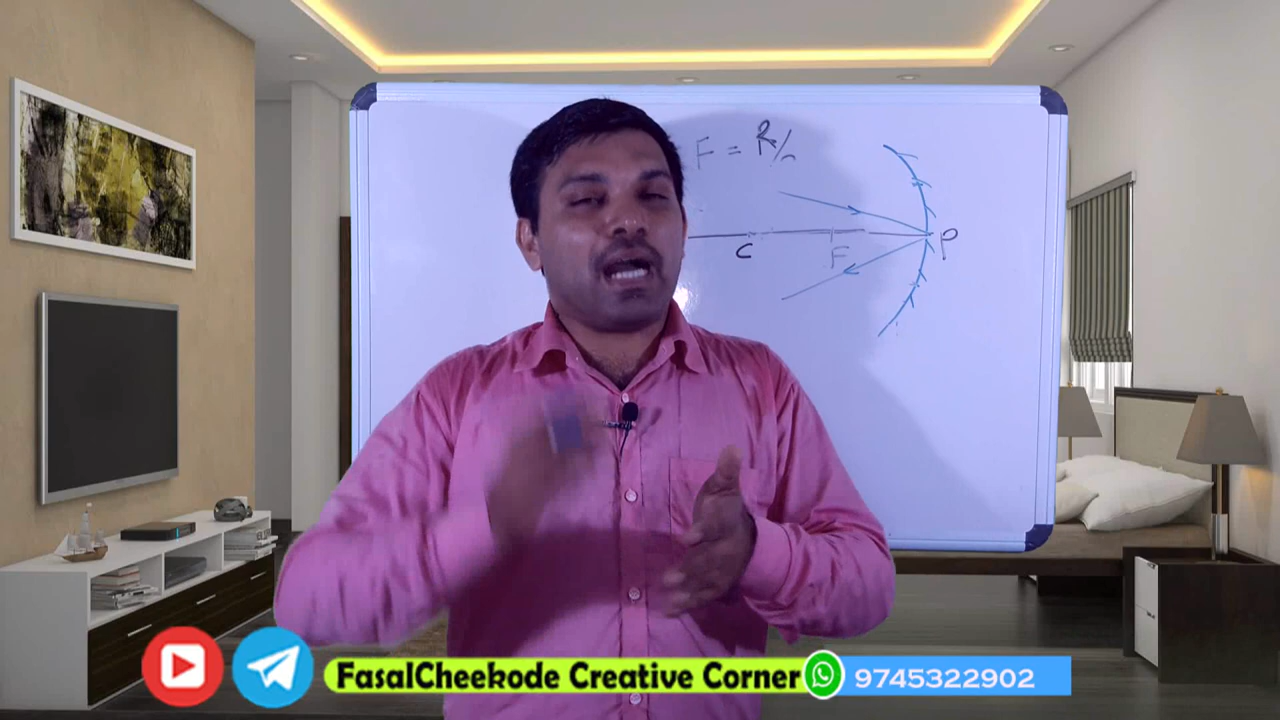 F = R/2
C
F
P
FasalCheekode Creative Corner
9745322902